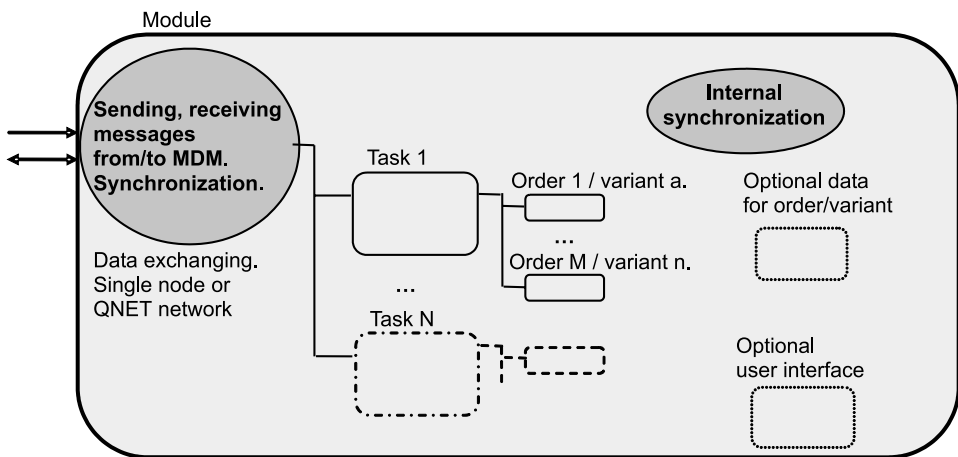 Module
Sending, receiving
messages
from/to MDM.
Synchronization.
Data exchanging.
Single node or
QNET network
Task 1
...
Task N
Order 1 / variant a.
...
Order M / variant n.
Internal
synchronization
Optional data
for order/variant
Optional
user interface